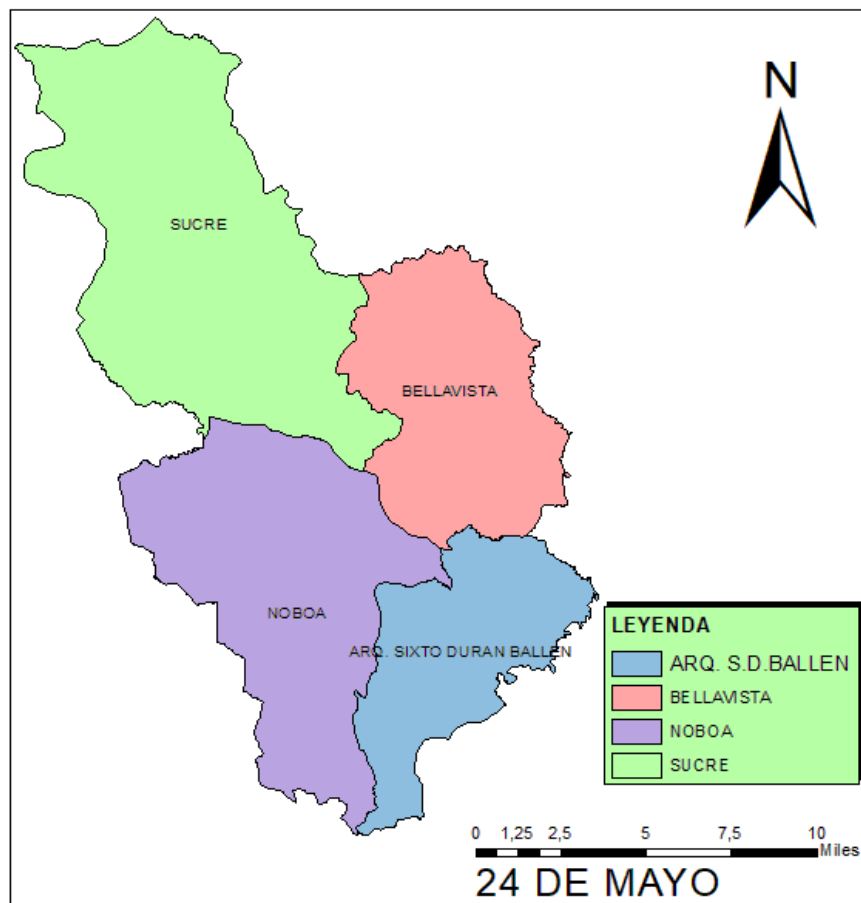 N
SUCRE
BELLAVISTA
NOBOA
ARQ. SIXTO DURAN BALLEN
LEYENDA
ARQ. S.D.BALLEN
BELLAVISTA
NOBOA
SUCRE
0 1,25 2,5 5 7,5 10
Miles
24 DE MAYO